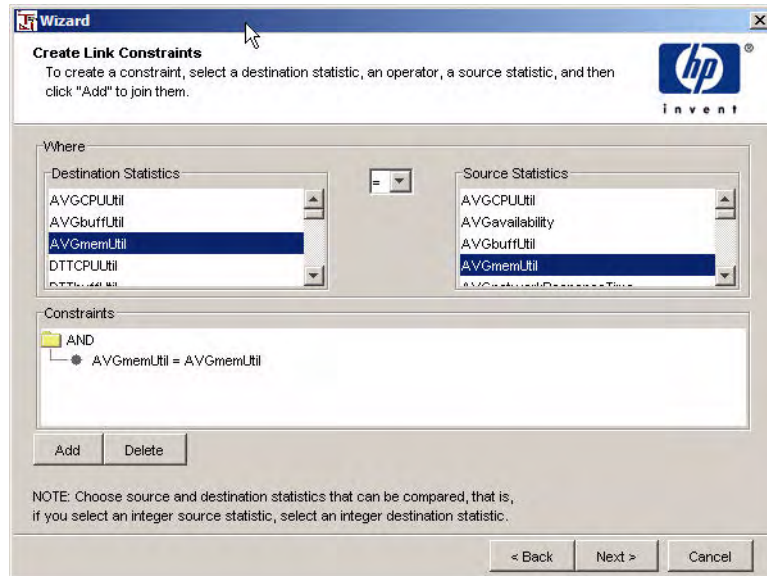 Wizard
Create Link Constraints
To create a constraint, select a destination statistic, an operator, a source statistic, and then
click "Add" to join them.
hp
®
invent
Where
Destination Statistics
=
Source Statistics
AVGCPUUtil
AVGbuffUtil
AVGmemUtil
DTTCPUUtil
DTTbuffUtil
AVGCPUUtil
AVGavailability
AVGbuffUtil
AVGmemUtil
AVGnetworkResponseTime
Constraints
AND
AVGmemUtil = AVGmemUtil
Add
Delete
NOTE: Choose source and destination statistics that can be compared, that is,
if you select an integer source statistic, select an integer destination statistic.
< Back
Next >
Cancel